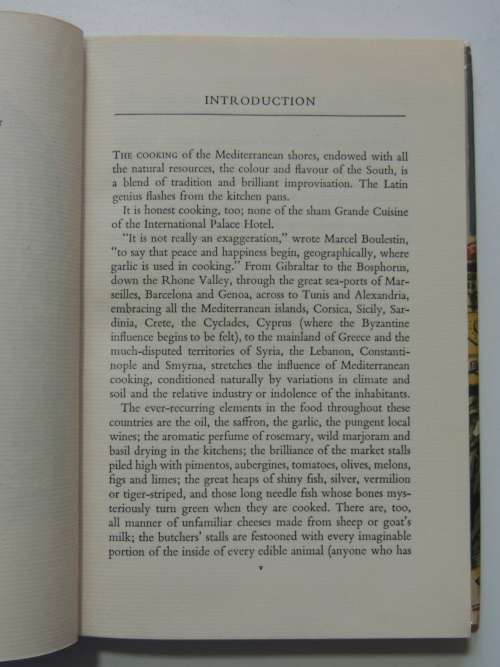 r
INTRODUCTION
THE COOKING of the Mediterranean shores, endowed with all
the natural resources, the colour and flavour of the South, is
a blend of tradition and brilliant improvisation. The Latin
genius flashes from the kitchen pans.
It is honest cooking, too; none of the sham Grande Cuisine
of the International Palace Hotel.
"It is not really an exaggeration," wrote Marcel Boulestin,
"to say that peace and happiness begin, geographically, where
garlic is used in cooking." From Gibraltar to the Bosphorus,
down the Rhone Valley, through the great sea-ports of Mar-
seilles, Barcelona and Genoa, across to Tunis and Alexandria,
embracing all the Mediterranean islands, Corsica, Sicily, Sar-
dinia, Crete, the Cyclades, Cyprus (where the Byzantine
influence begins to be felt), to the mainland of Greece and the
much-disputed territories of Syria, the Lebanon, Constanti-
nople and Smyrna, stretches the influence of Mediterranean
cooking, conditioned naturally by variations in climate and
soil and the relative industry or indolence of the inhabitants.
The ever-recurring elements in the food throughout these
countries are the oil, the saffron, the garlic, the pungent local
wines; the aromatic perfume of rosemary, wild marjoram and
basil drying in the kitchens; the brilliance of the market stalls
piled high with pimentos, aubergines, tomatoes, olives, melons,
figs and limes; the great heaps of shiny fish, silver, vermilion
or tiger-striped, and those long needle fish whose bones mys-
teriously turn green when they are cooked. There are, too,
all manner of unfamiliar cheeses made from sheep or goat's
milk; the butchers' stalls are festooned with every imaginable
portion of the inside of every edible animal (anyone who has
v